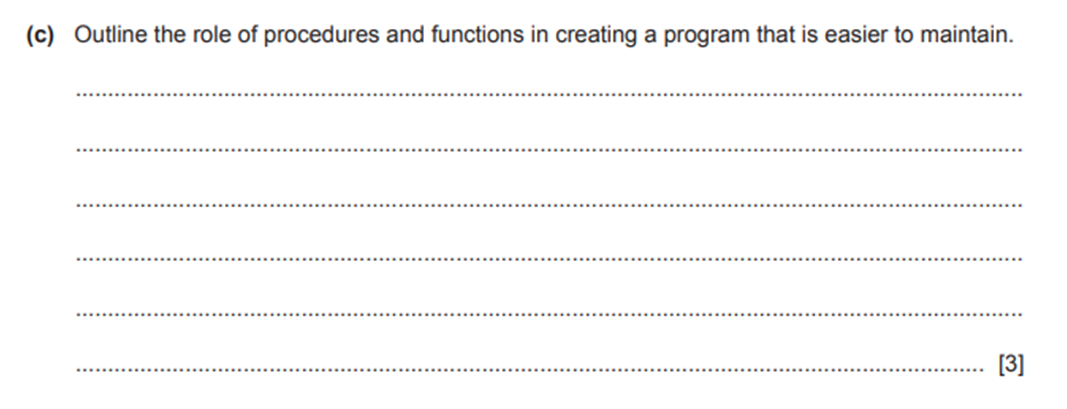 (c) Outline the role of procedures and functions in creating a program that is easier to maintain.
[3]